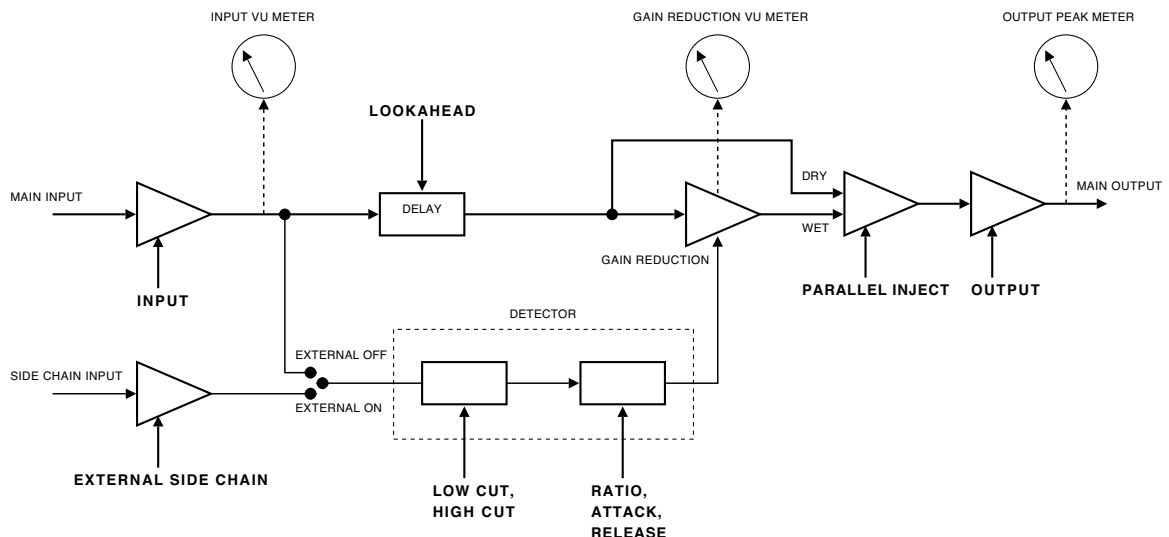 INPUT VU METER
GAIN REDUCTION VU METER
OUTPUT PEAK METER
LOOKAHEAD
MAIN INPUT
DELAY
DRY
MAIN OUTPUT
WET
GAIN REDUCTION
INPUT
PARALLEL INJECT
OUTPUT
DETECTOR
EXTERNAL OFF
SIDE CHAIN INPUT
EXTERNAL ON
EXTERNAL SIDE CHAIN
LOW CUT,
HIGH CUT
RATIO,
ATTACK,
RELEASE